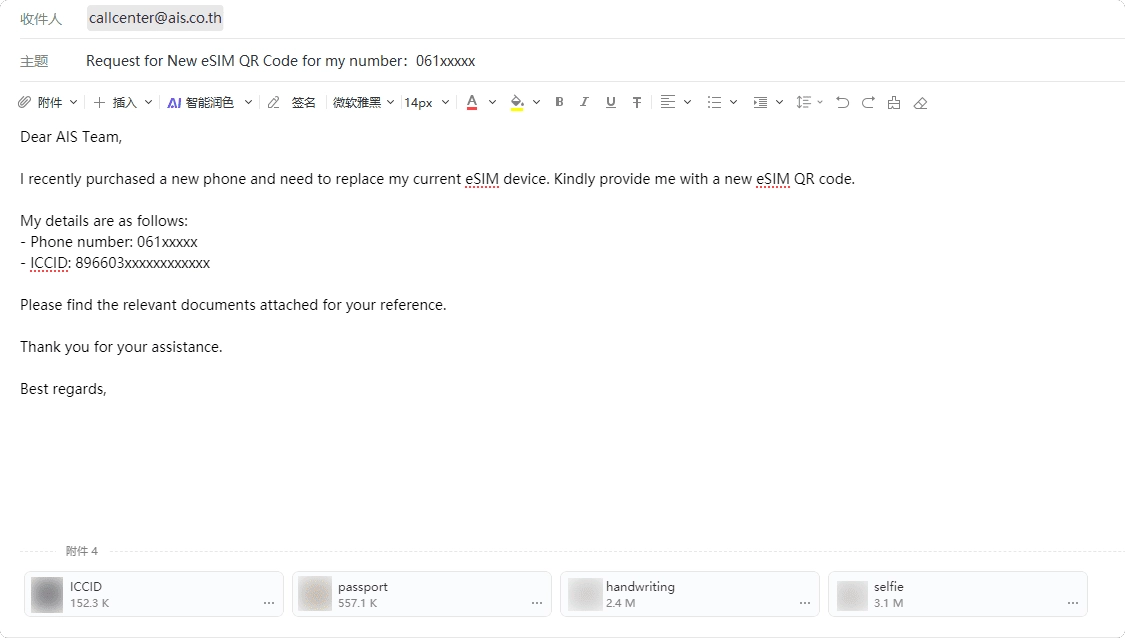 收件人 callcenter@ais.co.th
主题 Request for New eSIM QR Code for my number：061xxxxx
附件 插入 AI 智能润色 签名 微软雅黑 14px A B I U T
Dear AIS Team,
I recently purchased a new phone and need to replace my current eSIM device. Kindly provide me with a new eSIM QR code.
My details are as follows:
- Phone number: 061xxxxx
- ICCID: 896603xxxxxxxxxxxx
Please find the relevant documents attached for your reference.
Thank you for your assistance.
Best regards,
附件 4
ICCID passport handwriting selfie
152.3 K 557.1 K 2.4 M 3.1 M